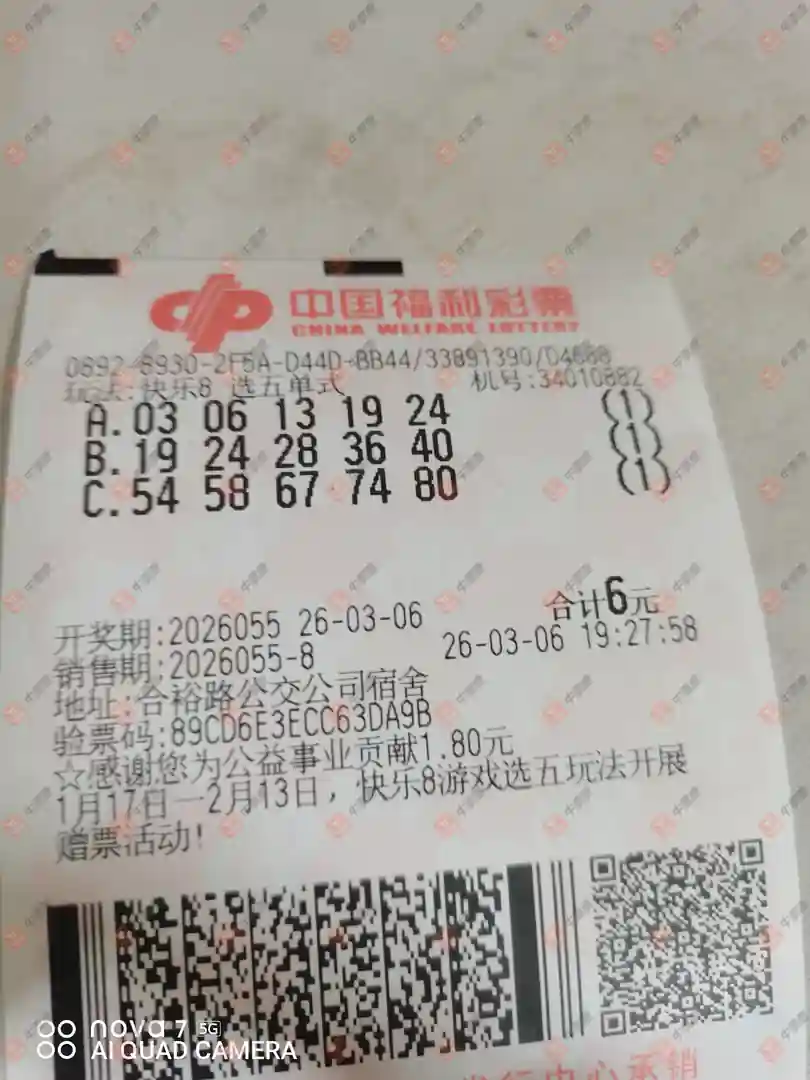 中国福利彩票
CHINA WELFARE LOTTERY
0892-6930-2F5A-D44D-BB44/33891390/D4688
玩法:快乐8 选五单式 机号:34010882
A.03 06 13 19 24 (1)
B.19 24 28 36 40 (1)
C.54 58 67 74 80 (1)
合计6元
开奖期:2026055 26-03-06
销售期:2026055-8 26-03-06 19:27:58
地址:合裕路公交公司宿舍
验票码:89CD6E3ECC63DA9B
☆感谢您为公益事业贡献1.80元
1月17日—2月13日，快乐8游戏选五玩法开展
赠票活动!
nova 7 5G
AI QUAD CAMERA